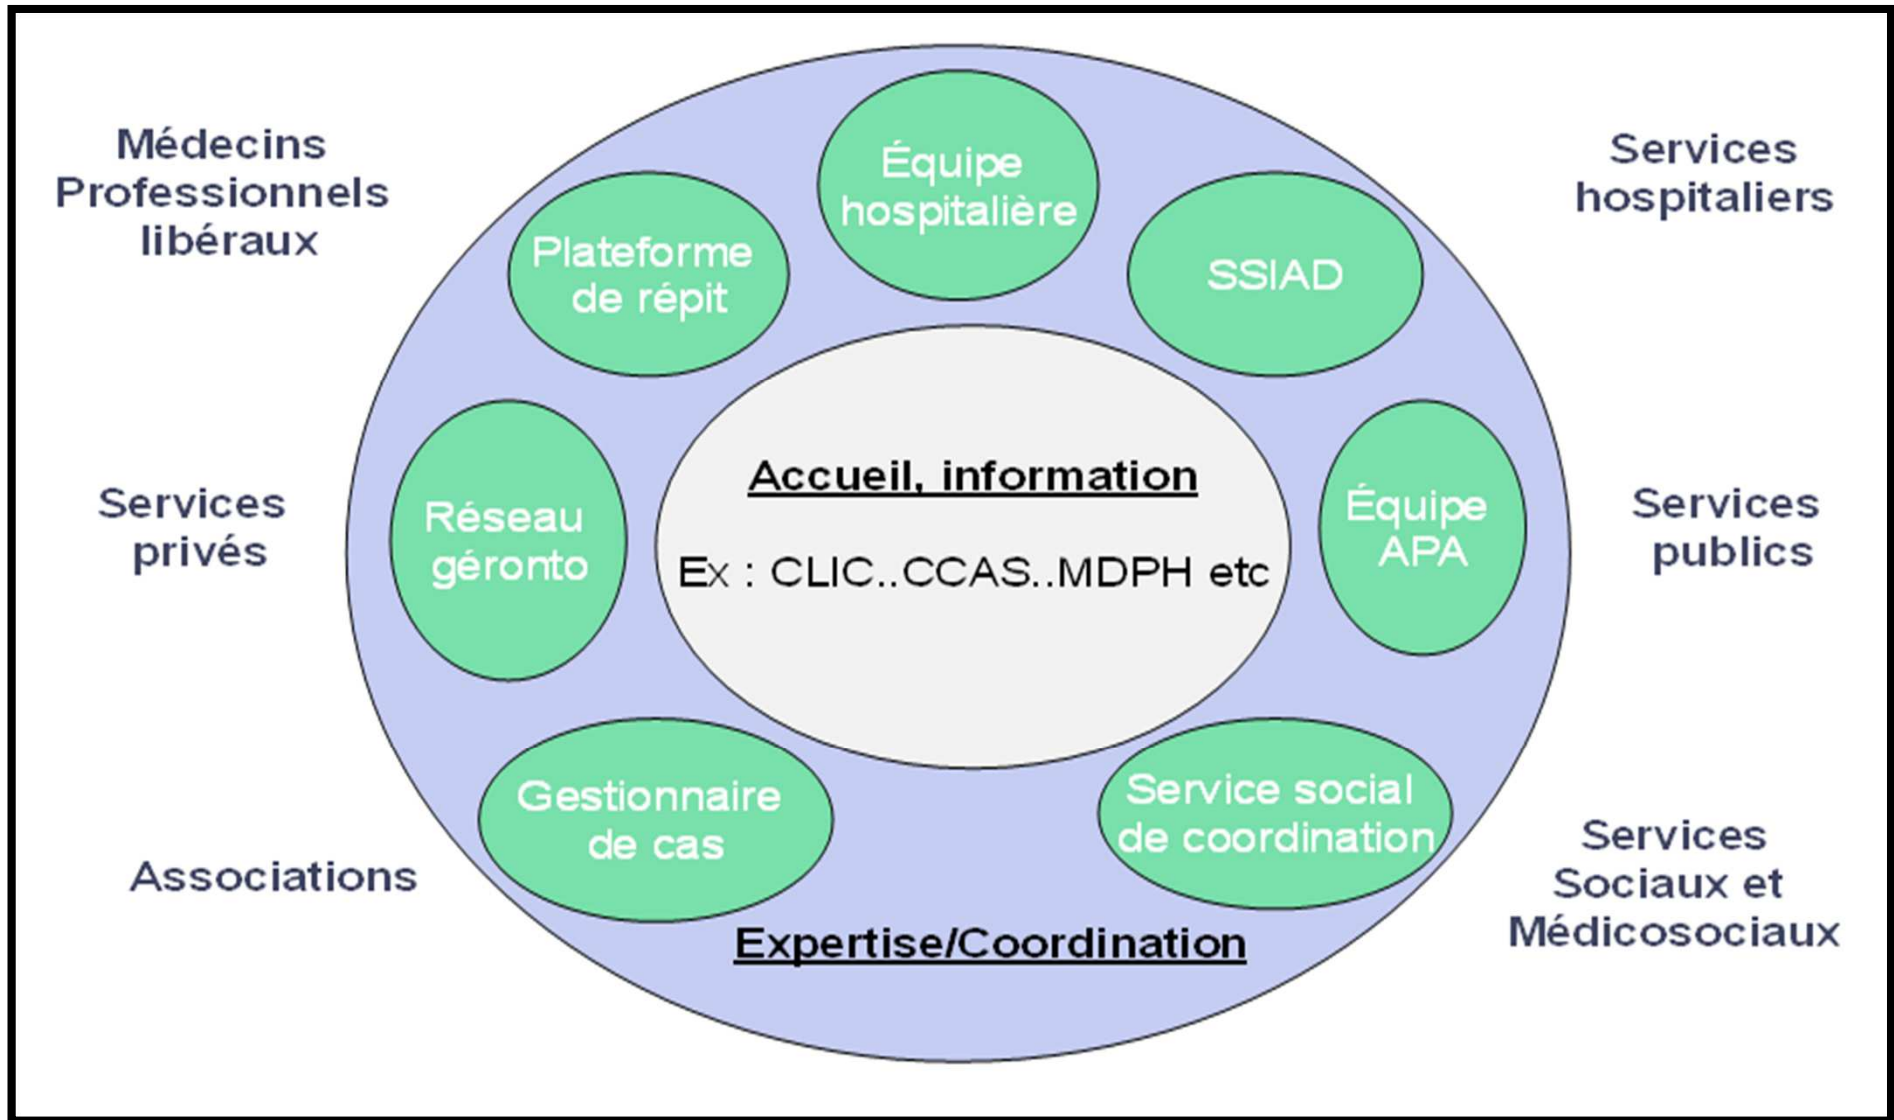 Médecins
Professionnels
libéraux
Équipe
hospitalière
Services
hospitaliers
Plateforme
de répit
SSIAD
Accueil, information
Ex : CLIC..CCAS..MDPH etc
Services
privés
Réseau
géronto
Équipe
APA
Services
publics
Gestionnaire
de cas
Service social
de coordination
Associations
Services
Sociaux et
Médicosociaux
Expertise/Coordination